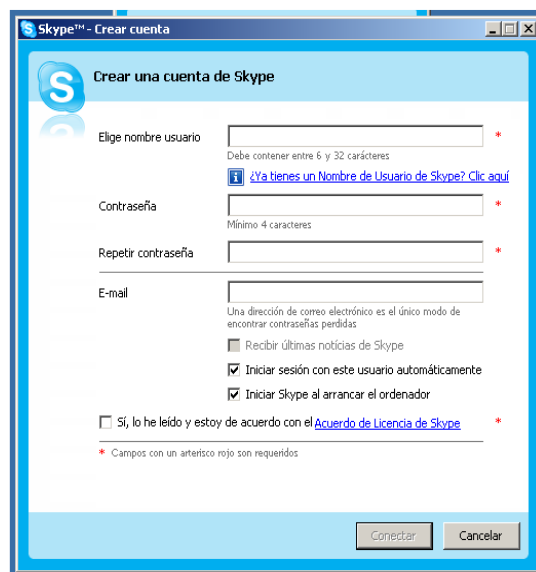 Skype™ - Crear cuenta
Crear una cuenta de Skype
Elige nombre usuario *
Debe contener entre 6 y 32 carácteres
¿Ya tienes un Nombre de Usuario de Skype? Clic aquí
Contraseña *
Mínimo 4 caracteres
Repetir contraseña *
E-mail
Una dirección de correo electrónico es el único modo de
encontrar contraseñas perdidas
Recibir últimas notícias de Skype
Iniciar sesión con este usuario automáticamente
Iniciar Skype al arrancar el ordenador
Sí, lo he leído y estoy de acuerdo con el Acuerdo de Licencia de Skype *
* Campos con un arterisco rojo son requeridos
Conectar Cancelar